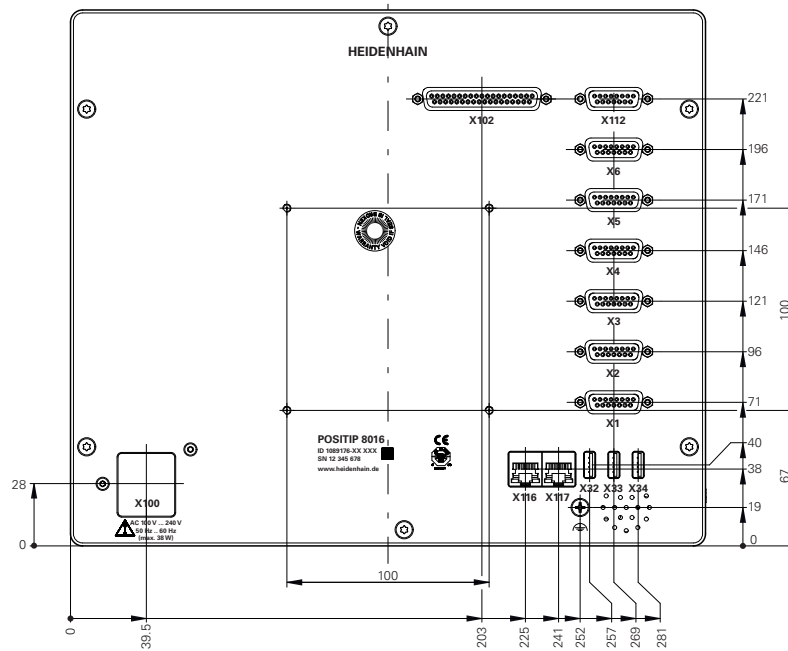 HEIDENHAIN
X102
X112
221
X6
196
X5
171
X4
146
X3
121
100
X2
96
X1
71
POSITIP 8016
ID 1089176-XX XXX
SN 12 345 678
www.heidenhain.de
CE
40
38
67
28
X100
X116
X117
X32
X33
X34
19
AC 100 V ... 240 V
50 Hz ... 60 Hz
(max. 38 W)
0
0
100
0
39.5
203
225
241
252
257
269
281